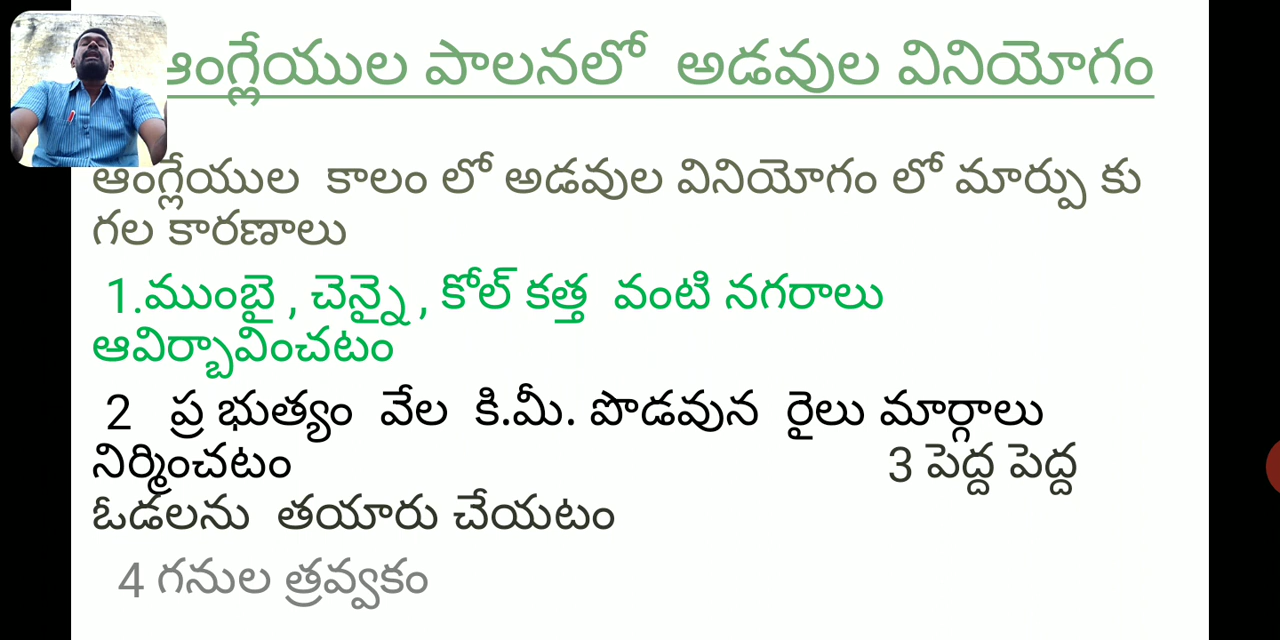 ఆంగ్లేయుల పాలనలో అడవుల వినియోగం
ఆంగ్లేయుల కాలం లో అడవుల వినియోగం లో మార్పు కు
గల కారణాలు
1.ముంబై , చెన్నై , కోల్ కత్త వంటి నగరాలు
ఆవిర్బావించటం
2 ప్ర భుత్యం వేల కి.మీ. పొడవున రైలు మార్గాలు
నిర్మించటం 3 పెద్ద పెద్ద
ఓడలను తయారు చేయటం
4 గనుల త్రవ్వకం